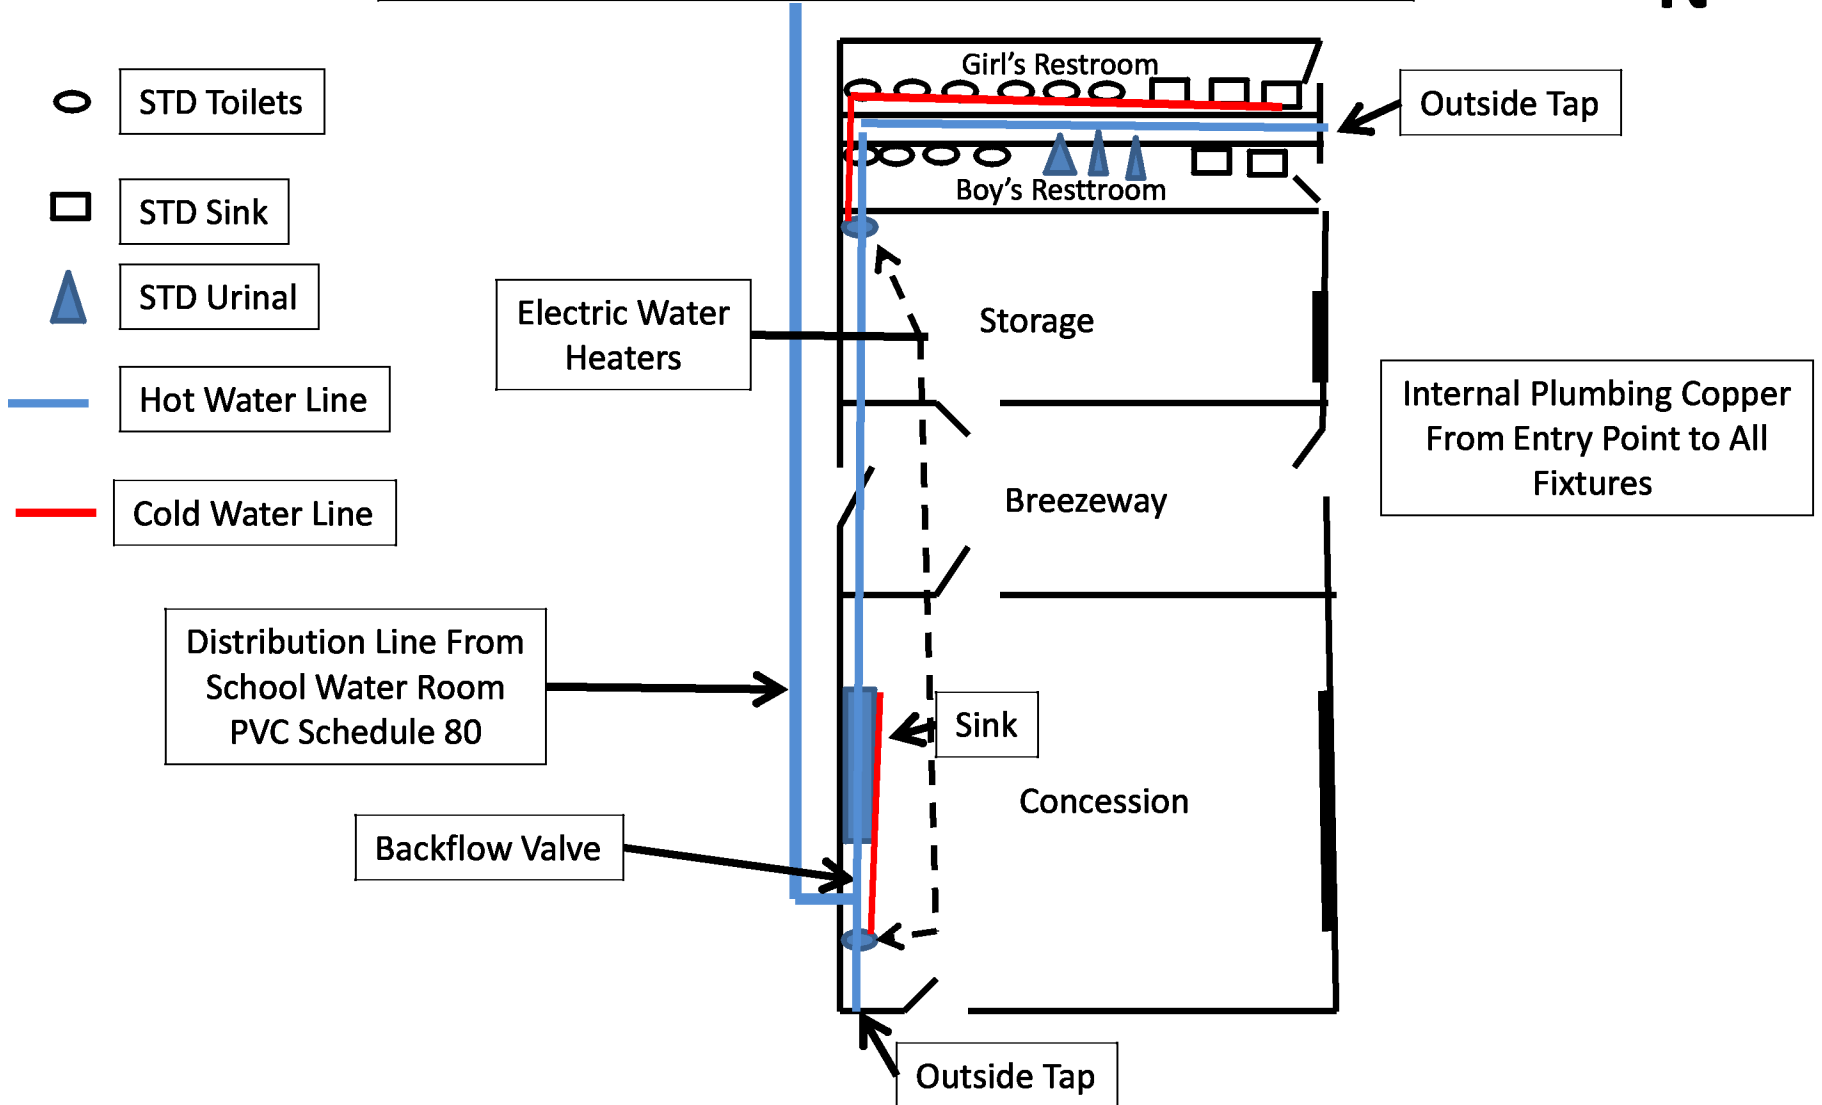 N
Girl's Restroom
STD Toilets
Outside Tap
STD Sink
Boy's Resttroom
STD Urinal
Electric Water
Heaters
Storage
Hot Water Line
Internal Plumbing Copper
From Entry Point to All
Fixtures
Cold Water Line
Breezeway
Distribution Line From
School Water Room
PVC Schedule 80
Sink
Concession
Backflow Valve
Outside Tap